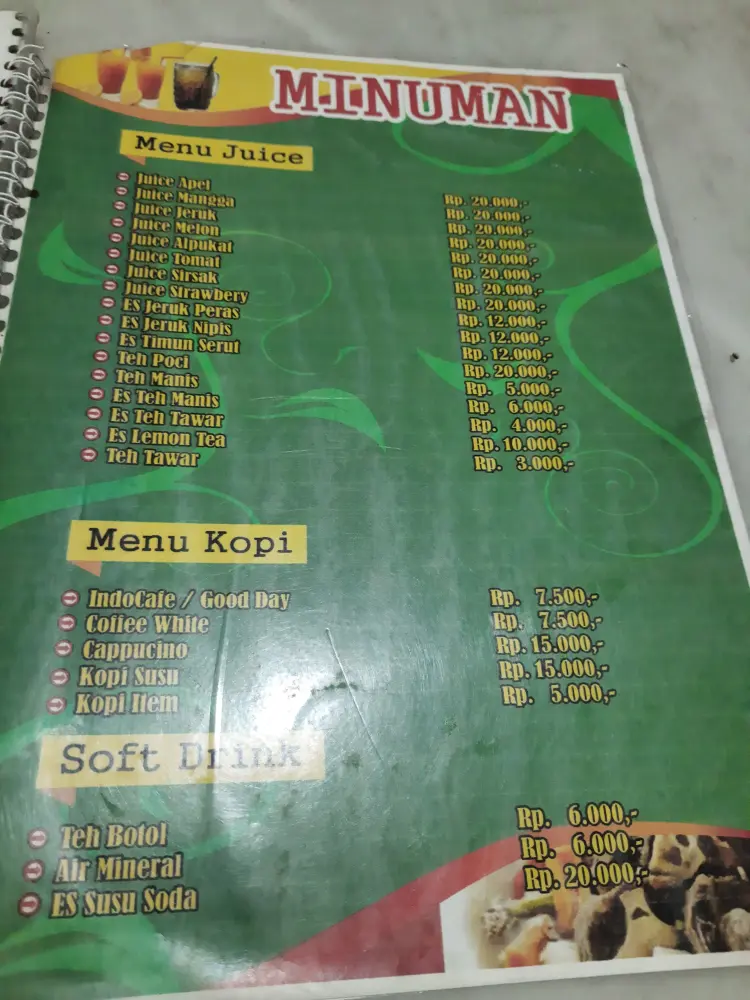 MINUMAN
Menu Juice
Juice Apel Rp. 20.000,-
Juice Mangga Rp. 20.000,-
Juice Jeruk Rp. 20.000,-
Juice Melon Rp. 20.000,-
Juice Alpukat Rp. 20.000,-
Juice Tomat Rp. 20.000,-
Juice Sirsak Rp. 20.000,-
Juice Strawbery Rp. 20.000,-
Es Jeruk Peras Rp. 12.000,-
Es Jeruk Nipis Rp. 12.000,-
Es Timun Serut Rp. 12.000,-
Teh Poci Rp. 20.000,-
Teh Manis Rp. 5.000,-
Es Teh Manis Rp. 6.000,-
Es Teh Tawar Rp. 4.000,-
Es Lemon Tea Rp. 10.000,-
Teh Tawar Rp. 3.000,-
Menu Kopi
IndoCafe / Good Day Rp. 7.500,-
Coffee White Rp. 7.500,-
Cappucino Rp. 15.000,-
Kopi Susu Rp. 15.000,-
Kopi Item Rp. 5.000,-
Soft Drink
Teh Botol Rp. 6.000,-
Air Mineral Rp. 6.000,-
ES Susu Soda Rp. 20.000,-